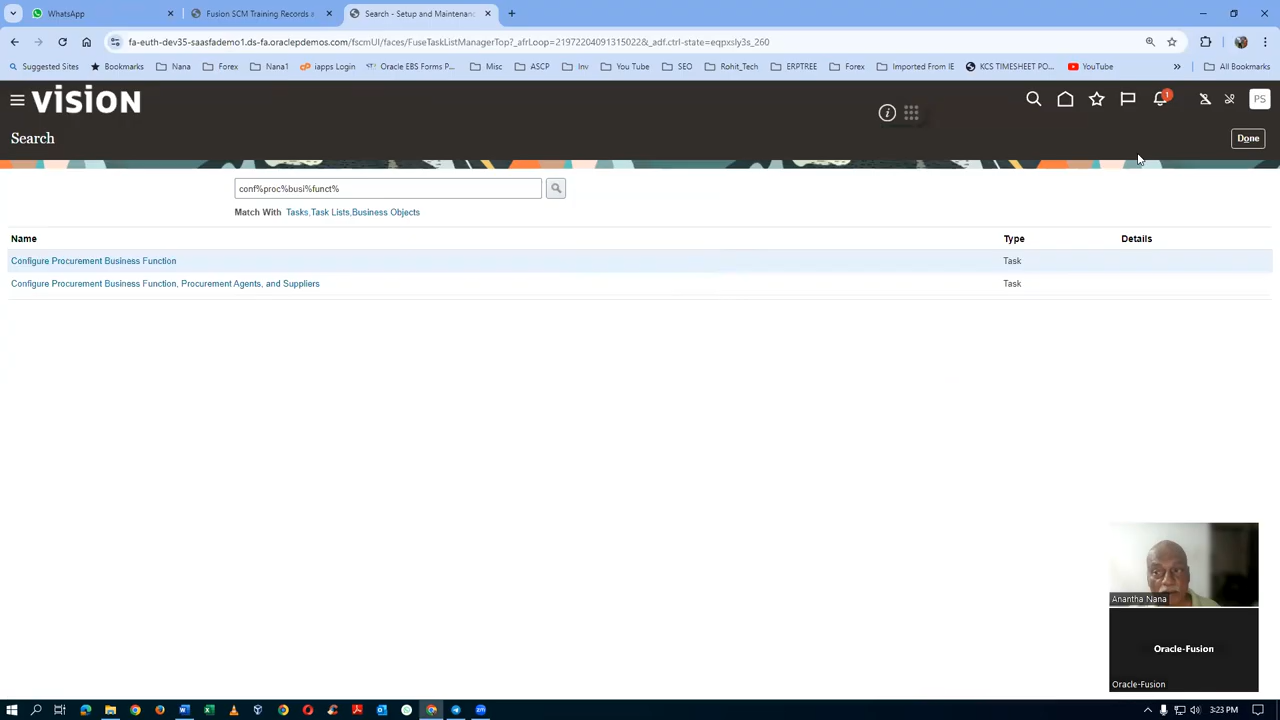 WhatsApp
Fusion SCM Training Records a
Search - Setup and Maintenanc
fa-euth-dev35-saasfademo1.ds-fa.oraclepdemos.com/fscmUI/faces/FuseTaskListManagerTop?_afrLoop=219722040913150228&_adf.ctrl-state=eqpxsly3s_260
Suggested Sites
Bookmarks
Nana
Forex
Nana1
iapps Login
Oracle EBS Forms P...
Misc
ASCP
Inv
You Tube
SEO
Rohit_Tech
ERPTREE
Forex
Imported From IE
KCS TIMESHEET PO...
YouTube
All Bookmarks
VISION
1
PS
Search
Done
conf%proc%busi%funct%
Match With Tasks,Task Lists,Business Objects
Name Type Details
Configure Procurement Business Function Task
Configure Procurement Business Function, Procurement Agents, and Suppliers Task
Anantha Nana
Oracle-Fusion
Oracle-Fusion
3:23 PM